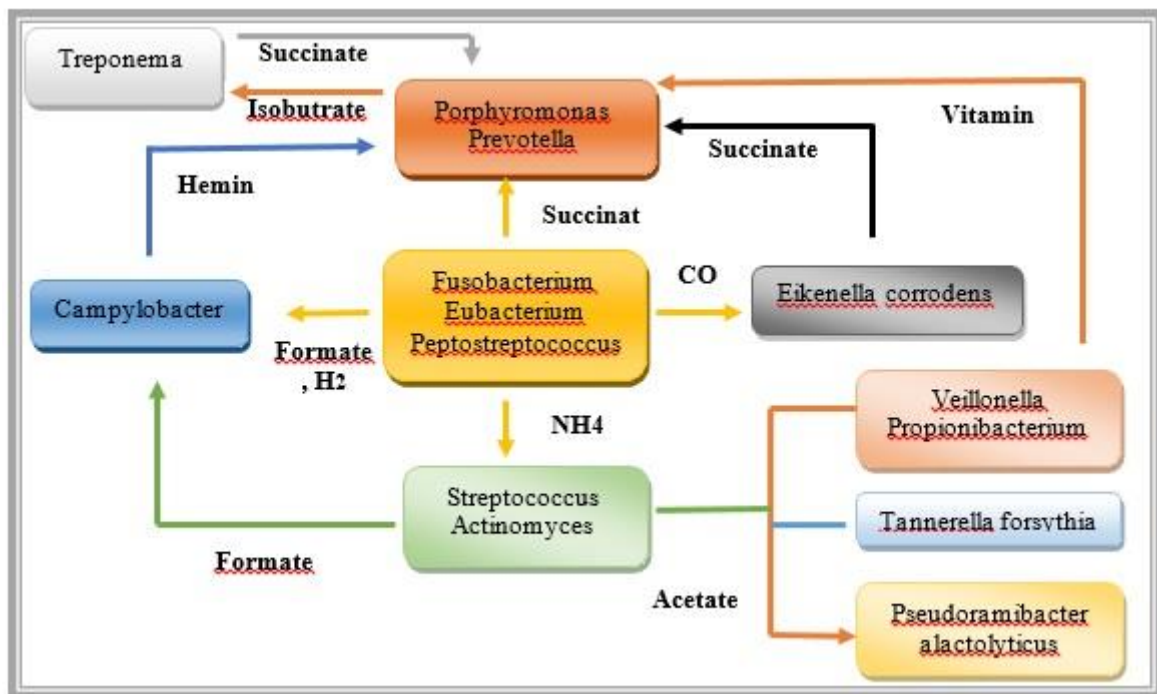 Treponema
Succinate
Isobutrate
Porphyromonas
Prevotella
Vitamin
Succinate
Hemin
Succinat
Campylobacter
Fusobacterium
Eubacterium
Peptostreptococcus
CO
Eikenella corrodens
Formate
, H2
NH4
Veillonella
Propionibacterium
Streptococcus
Actinomyces
Tannerella forsythia
Formate
Acetate
Pseudoramibacter
alactolyticus